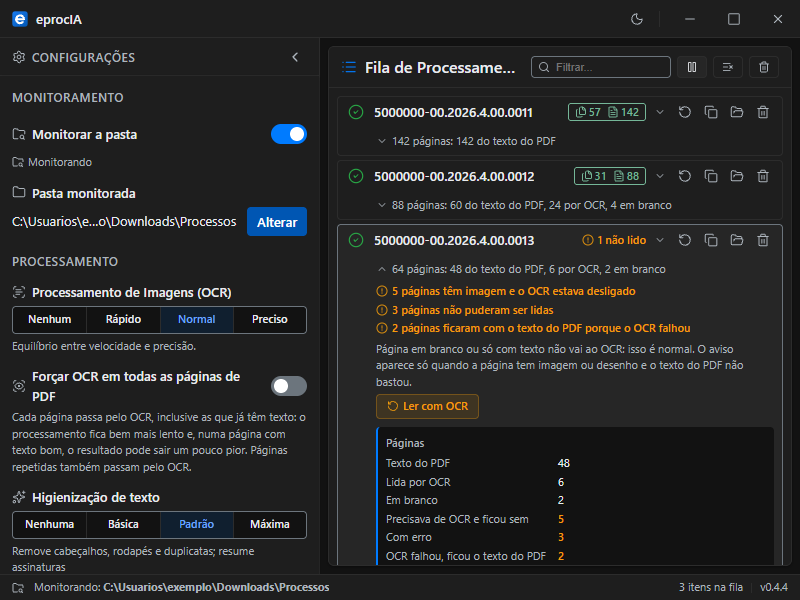 eprocIA
CONFIGURAÇÕES
MONITORAMENTO
Monitorar a pasta
Monitorando
Pasta monitorada
C:\Usuarios\e...o\Downloads\Processos
Alterar
PROCESSAMENTO
Processamento de Imagens (OCR)
Nenhum Rápido Normal Preciso
Equilíbrio entre velocidade e precisão.
Forçar OCR em todas as páginas de
PDF
Cada página passa pelo OCR, inclusive as que já têm texto: o
processamento fica bem mais lento e, numa página com
texto bom, o resultado pode sair um pouco pior. Páginas
repetidas também passam pelo OCR.
Higienização de texto
Nenhuma Básica Padrão Máxima
Remove cabeçalhos, rodapés e duplicatas; resume
assinaturas
Fila de Processame...
Filtrar...
5000000-00.2026.4.00.0011
57 142
142 páginas: 142 do texto do PDF
5000000-00.2026.4.00.0012
31 88
88 páginas: 60 do texto do PDF, 24 por OCR, 4 em branco
5000000-00.2026.4.00.0013
1 não lido
64 páginas: 48 do texto do PDF, 6 por OCR, 2 em branco
5 páginas têm imagem e o OCR estava desligado
3 páginas não puderam ser lidas
2 páginas ficaram com o texto do PDF porque o OCR falhou
Página em branco ou só com texto não vai ao OCR: isso é normal. O aviso
aparece só quando a página tem imagem ou desenho e o texto do PDF não
bastou.
Ler com OCR
Páginas
Texto do PDF 48
Lida por OCR 6
Em branco 2
Precisava de OCR e ficou sem 5
Com erro 3
OCR falhou, ficou o texto do PDF 2
Monitorando: C:\Usuarios\exemplo\Downloads\Processos
3 itens na fila
v0.4.4